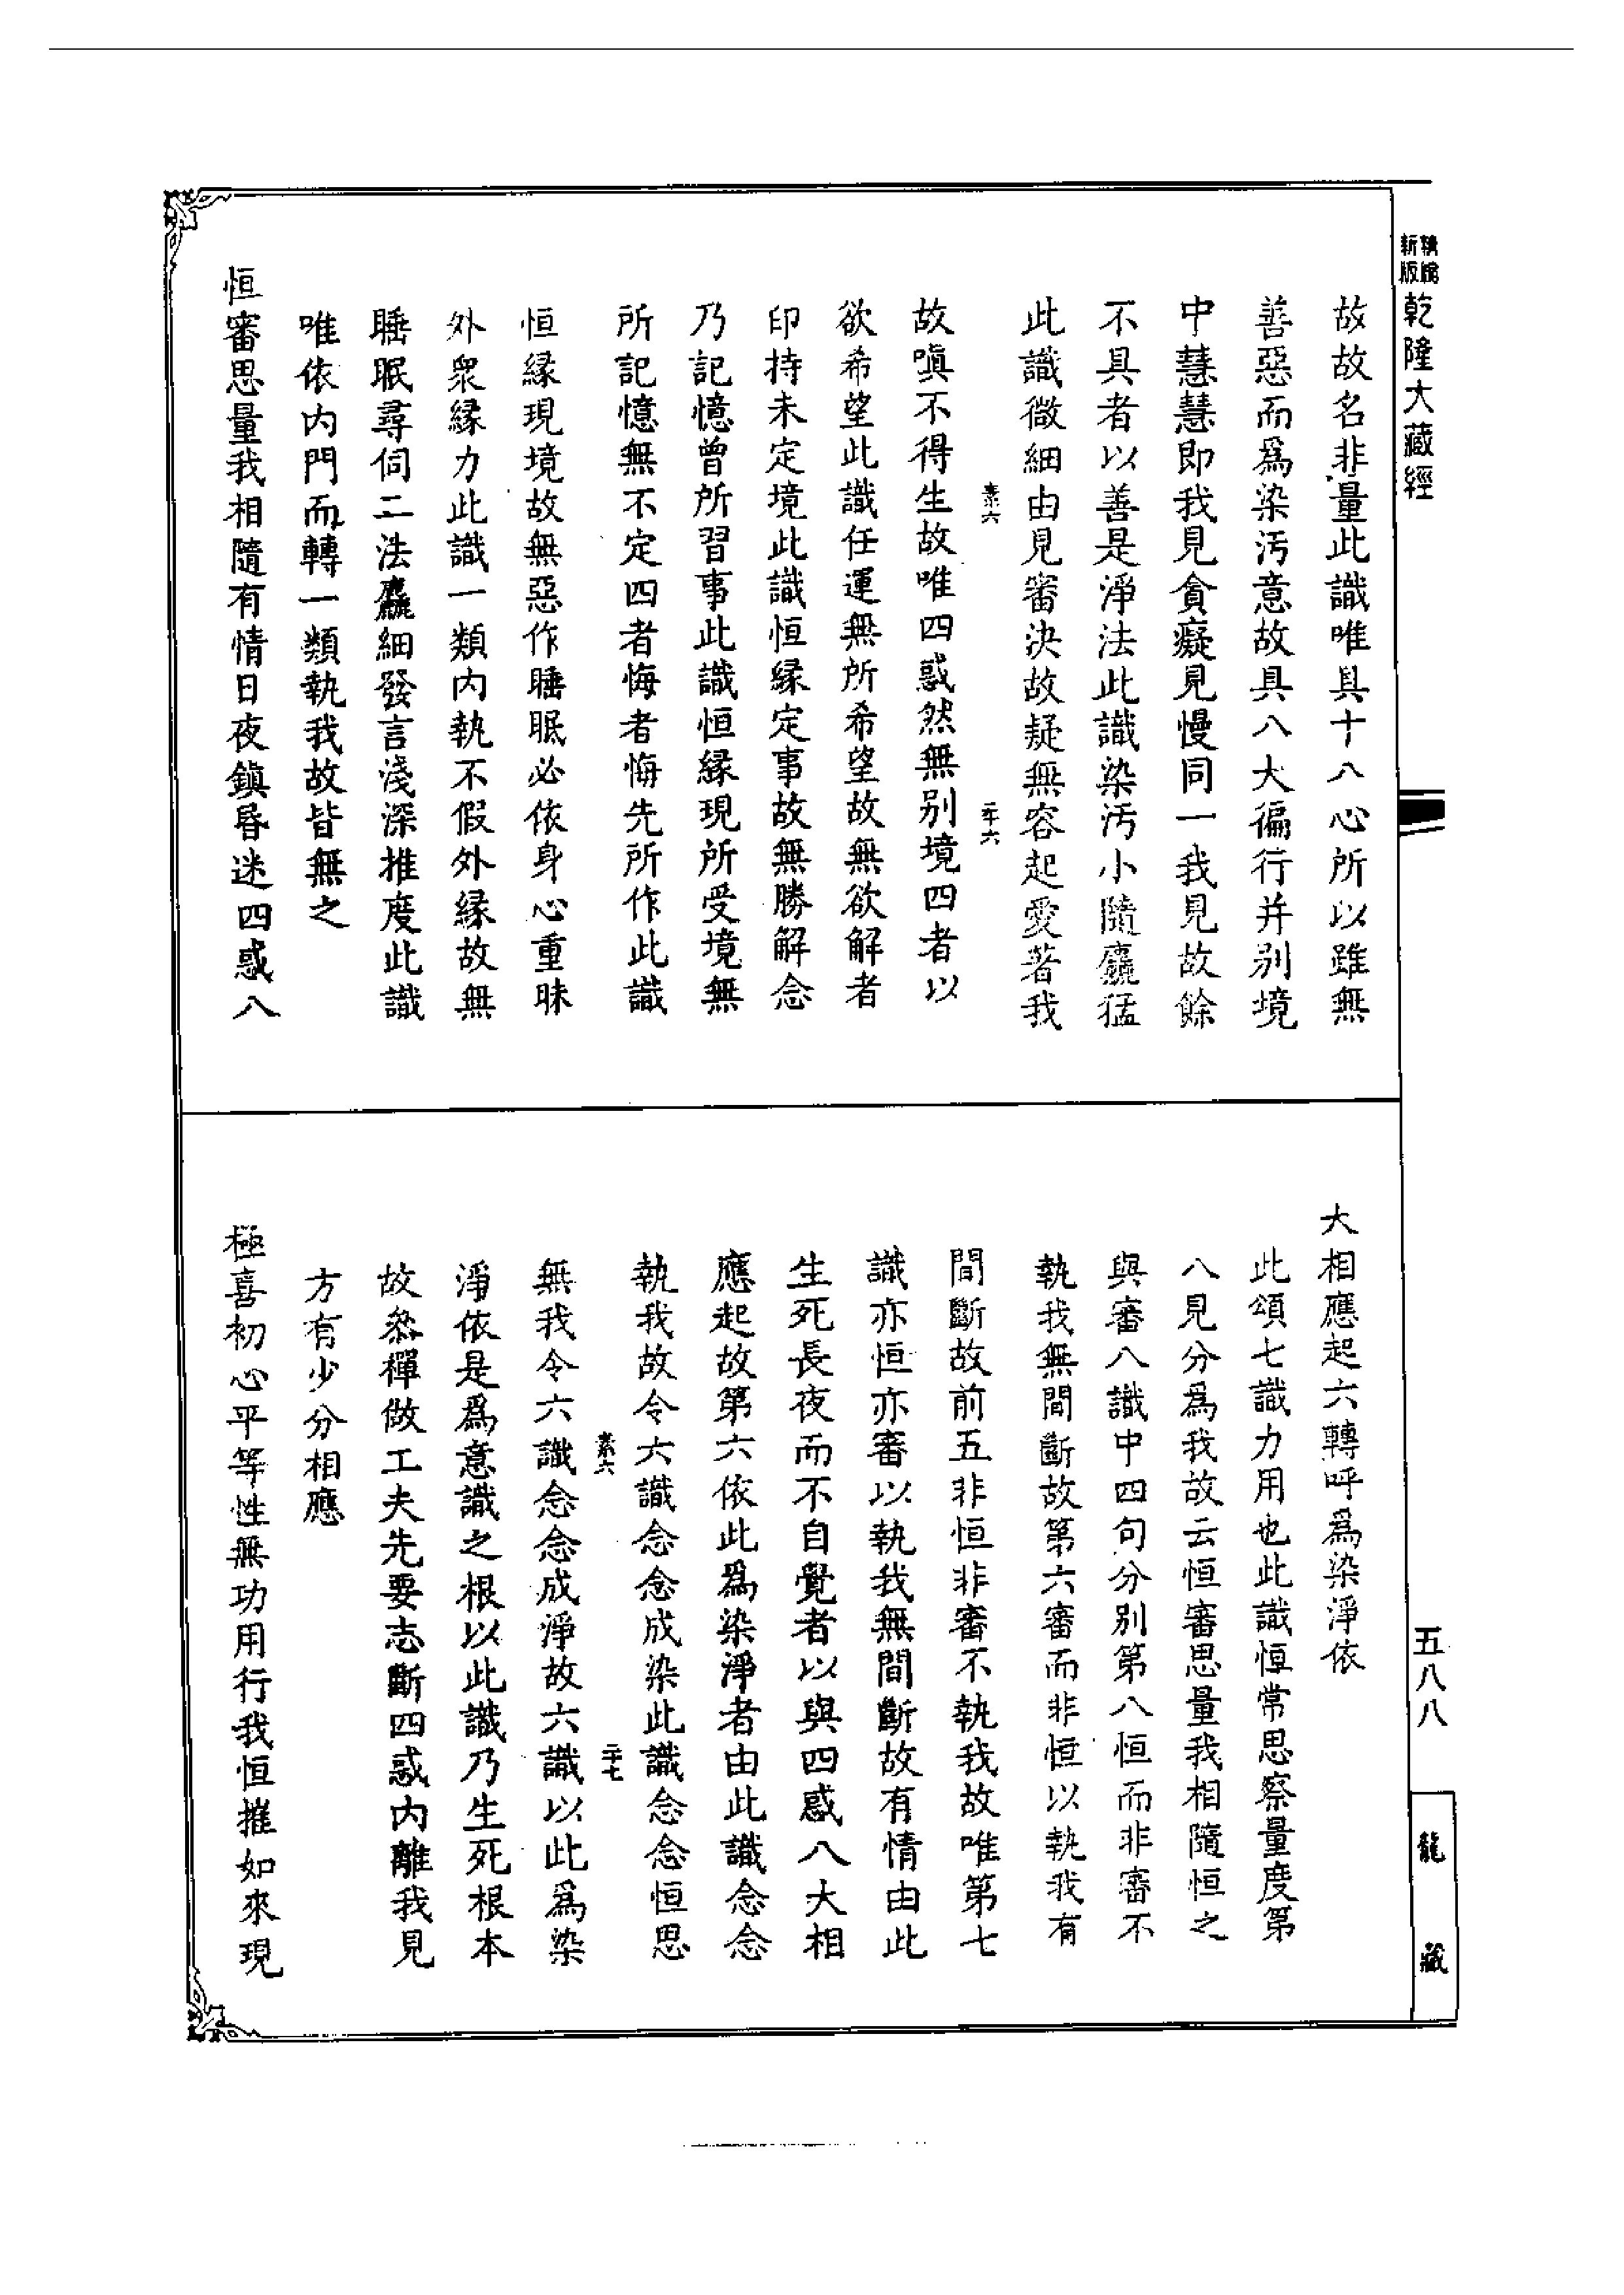 新版
乾隆大藏經
故故名非量此識唯具十八心所以雖無
善惡而爲染汚意故具八大徧行并別境
中慧慧即我見貪癡見慢同一我見故餘
不具者以善是淨法此識染汚小隨麤猛
此識微細由見審決故疑無容起愛著我
素六
二十六
故嗔不得生故唯四惑然無別境四者以
欲希望此識任運無所希望故無欲解者
印持未定境此識恒緣定事故無勝解念
乃記憶曾所習事此識恒緣現所受境無
所記憶無不定四者悔者悔先所作此識
恒緣現境故無惡作睡眠必依身心重昧
外衆緣力此識一類内執不假外緣故無
睡眠尋伺二法麤細發言淺深推度此識
唯依内門而轉一類執我故皆無之
恒審思量我相隨有情日夜鎮昏迷四惑八
大相應起六轉呼爲染淨依
此頌七識力用也此識恒常思察量度第
八見分爲我故云恒審思量我相隨恒之
與審八識中四句分別第八恒而非審不
執我無間斷故第六審而非恒以執我有
間斷故前五非恒非審不執我故唯第七
識亦恒亦審以執我無間斷故有情由此
生死長夜而不自覺者以與四惑八大相
應起故第六依此爲染淨者由此識念念
執我故令六識念念成染此識念念恒思
素六
二十七
無我令六識念念成淨故六識以此爲染
淨依是爲意識之根以此識乃生死根本
故叅禪做工夫先要志斷四惑内離我見
方有少分相應
極喜初心平等性無功用行我恒摧如來現
五八八
龍藏